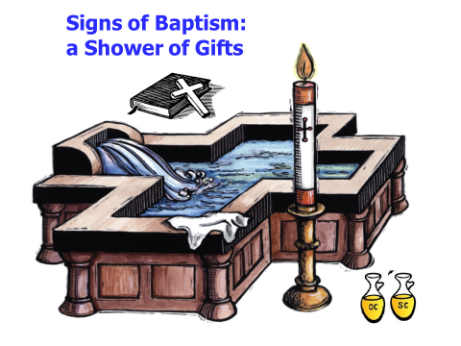 Signs of Baptism:
a Shower of Gifts
OC SC